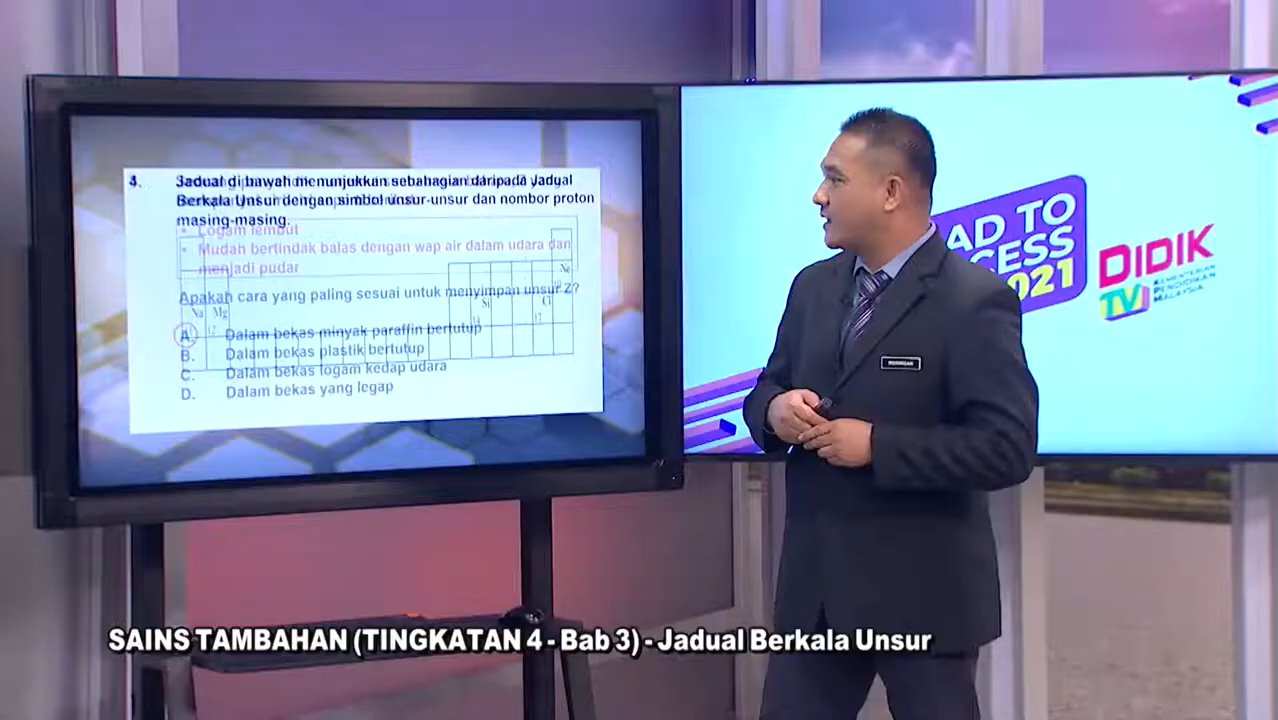 4.
Jadual di bawah menunjukkan sebahagian daripada Jadual
Berkala Unsur dengan simbol unsur-unsur dan nombor proton
masing-masing.
• Logam lembut
• Mudah bertindak balas dengan wap air dalam udara dan
menjadi pudar
Apakah cara yang paling sesuai untuk menyimpan unsur Z?
Ne
Na Mg
12
Si
14
Cl
17
A. Dalam bekas minyak paraffin bertutup
B. Dalam bekas plastik bertutup
C. Dalam bekas logam kedap udara
D. Dalam bekas yang legap
AD TO
CESS
2021
DIDIK
TV
KEMENTERIAN
PENDIDIKAN
MALAYSIA
SAINS TAMBAHAN (TINGKATAN 4 - Bab 3) - Jadual Berkala Unsur